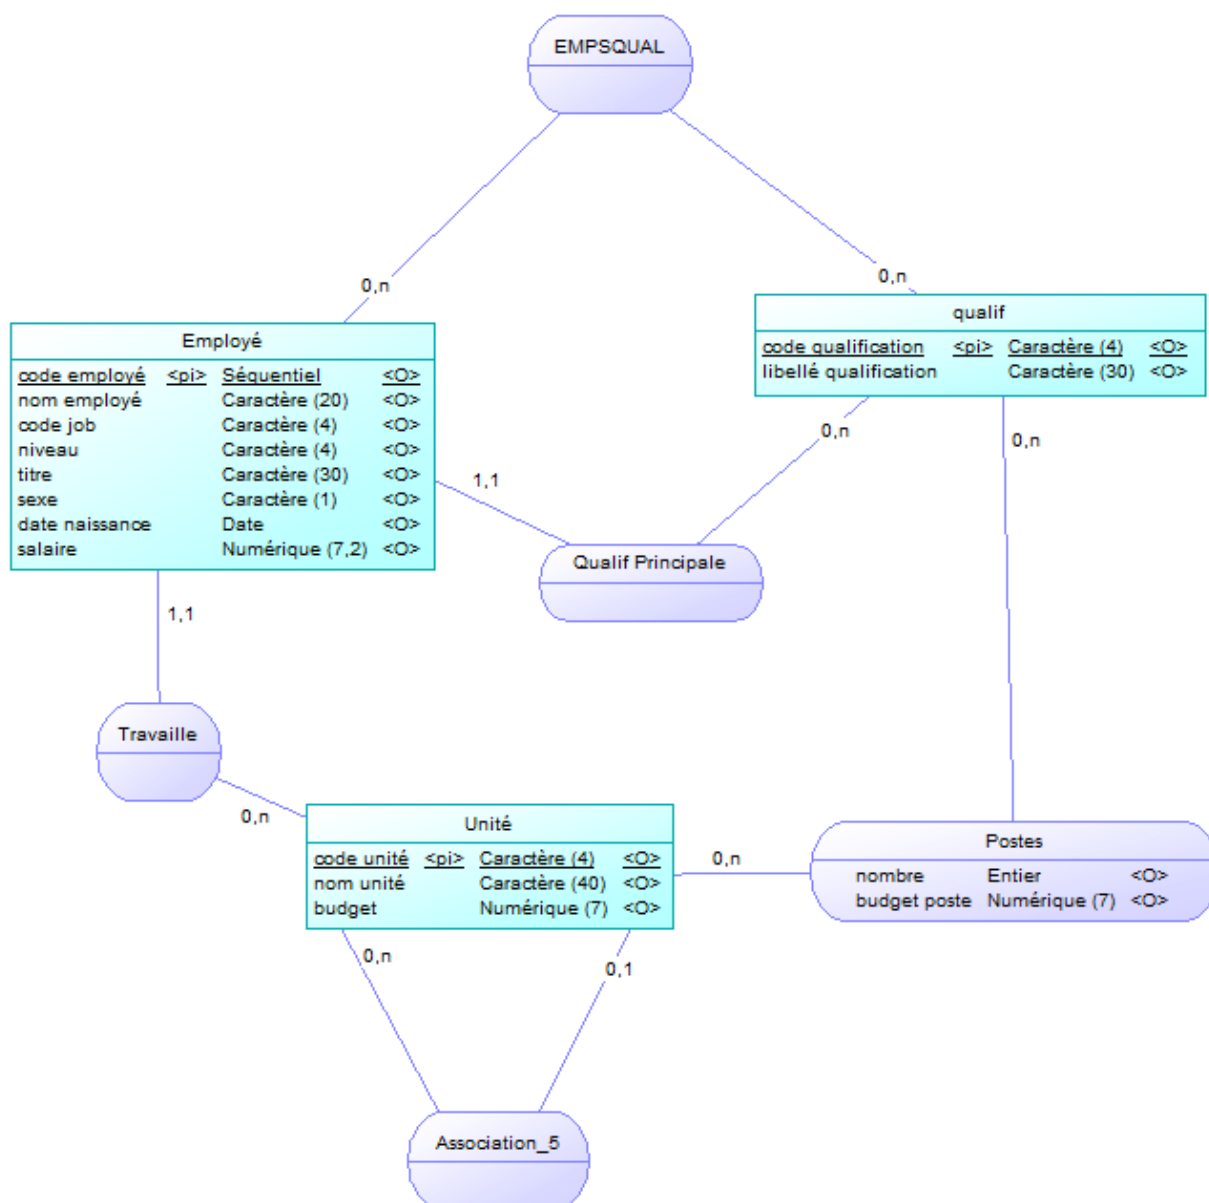 EMPSQUAL
0,n
0,n
Employé
code employé <pi> Séquentiel <O>
nom employé Caractère (20) <O>
code job Caractère (4) <O>
niveau Caractère (4) <O>
titre Caractère (30) <O>
sexe Caractère (1) <O>
date naissance Date <O>
salaire Numérique (7,2) <O>
qualif
code qualification <pi> Caractère (4) <O>
libellé qualification Caractère (30) <O>
0,n
0,n
1,1
Qualif Principale
1,1
Travaille
0,n
Unité
code unité <pi> Caractère (4) <O>
nom unité Caractère (40) <O>
budget Numérique (7) <O>
0,n
Postes
nombre Entier <O>
budget poste Numérique (7) <O>
0,n
0,1
Association_5